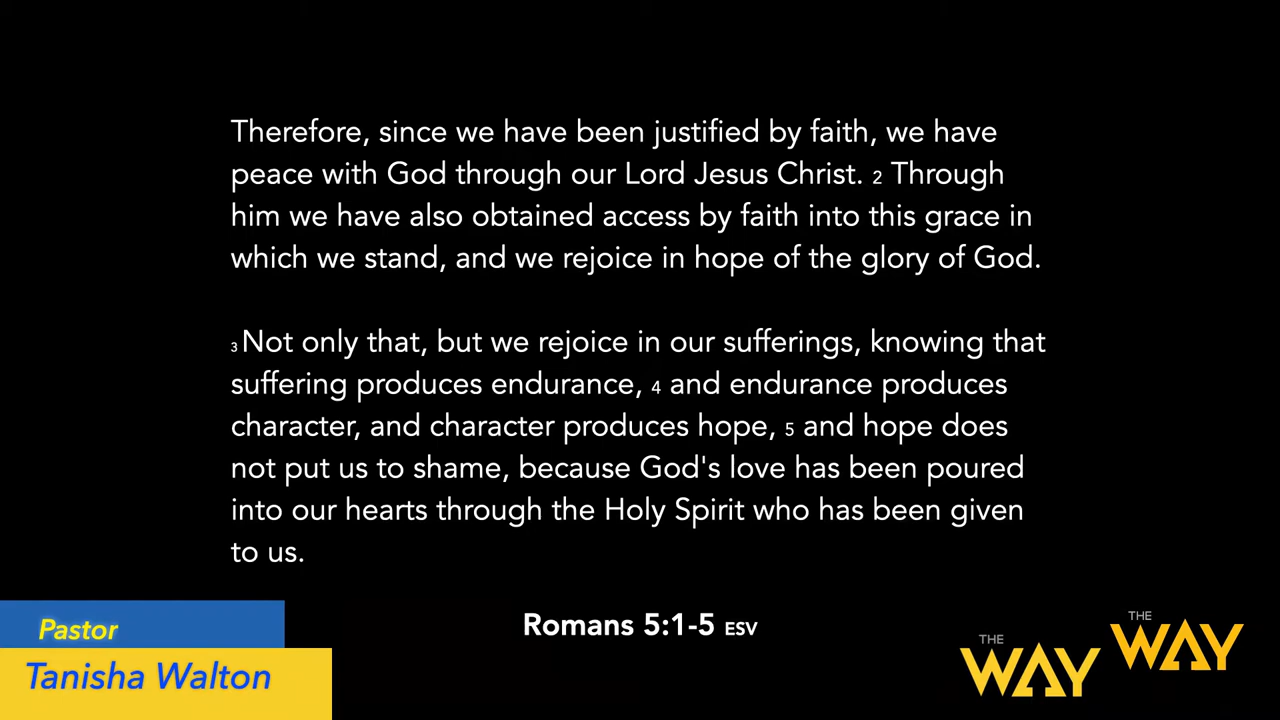 Therefore, since we have been justified by faith, we have
peace with God through our Lord Jesus Christ. 2 Through
him we have also obtained access by faith into this grace in
which we stand, and we rejoice in hope of the glory of God.
3 Not only that, but we rejoice in our sufferings, knowing that
suffering produces endurance, 4 and endurance produces
character, and character produces hope, 5 and hope does
not put us to shame, because God's love has been poured
into our hearts through the Holy Spirit who has been given
to us.
Romans 5:1-5 ESV
Pastor
Tanisha Walton
THE
WAY
THE
WAY